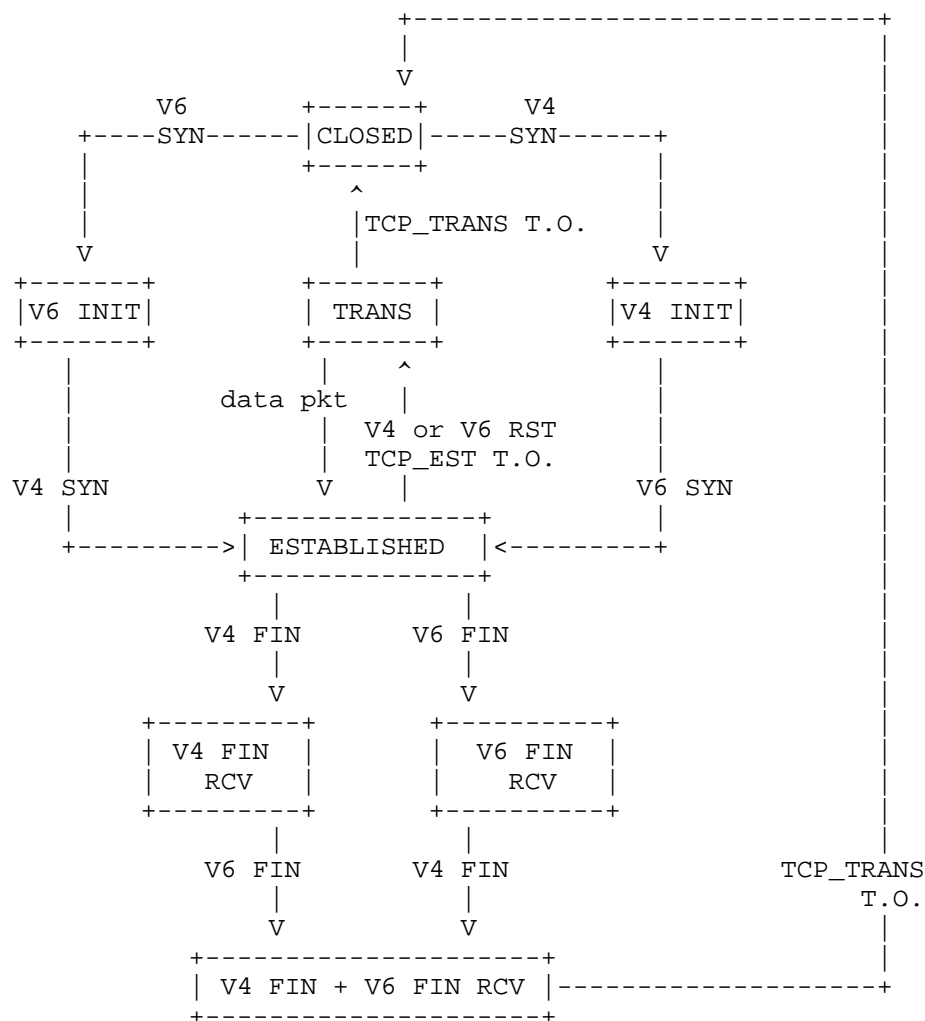 V6 V4
SYN CLOSED SYN
TCP_TRANS T.O.
V6 INIT TRANS V4 INIT
data pkt
V4 or V6 RST
TCP_EST T.O.
V4 SYN V6 SYN
ESTABLISHED
V4 FIN V6 FIN
V4 FIN V6 FIN
RCV RCV
V6 FIN V4 FIN TCP_TRANS
T.O.
V4 FIN + V6 FIN RCV